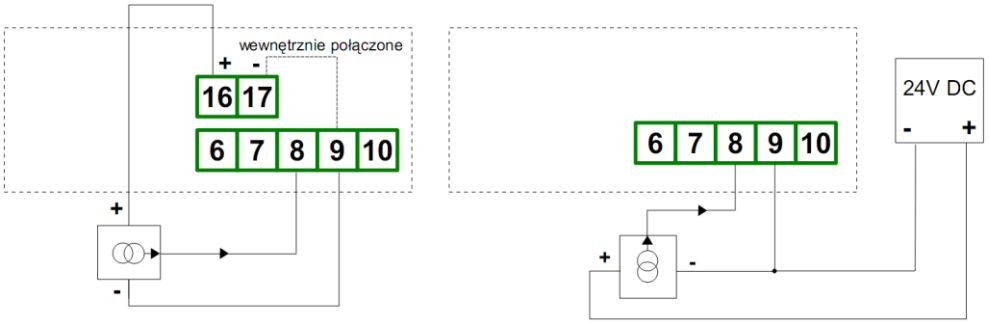 wewnętrznie połączone
+ -
16 17
6 7 8 9 10
+
-
24V DC
- +
6 7 8 9 10
+ -